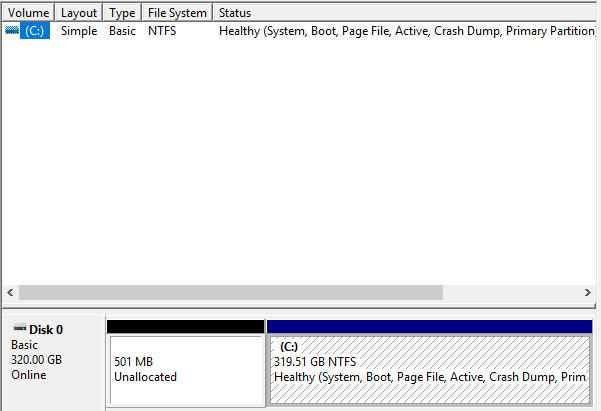 Volume Layout Type File System Status
(C:) Simple Basic NTFS Healthy (System, Boot, Page File, Active, Crash Dump, Primary Partition)
Disk 0
Basic
320.00 GB
Online
501 MB
Unallocated
(C:)
319.51 GB NTFS
Healthy (System, Boot, Page File, Active, Crash Dump, Prim